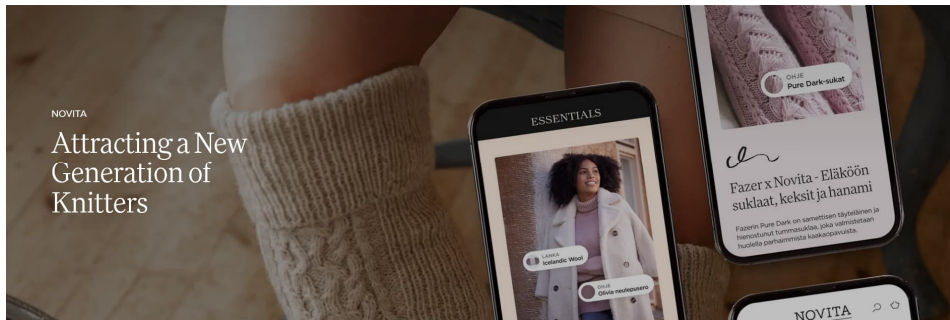 NOVITA
Attracting a New
Generation of
Knitters
ESSENTIALS
LANKA
Icelandic Wool
OHJE
Olivia neulepusero
OHJE
Pure Dark-sukat
Fazer x Novita - Eläköön
suklaat, keksit ja hanami
Fazerin Pure Dark on samettisen täyteläinen ja
hienostunut tummasuklaa, joka valmistetaan
huolella parhaimmista kaakaopavuista.
NOVITA